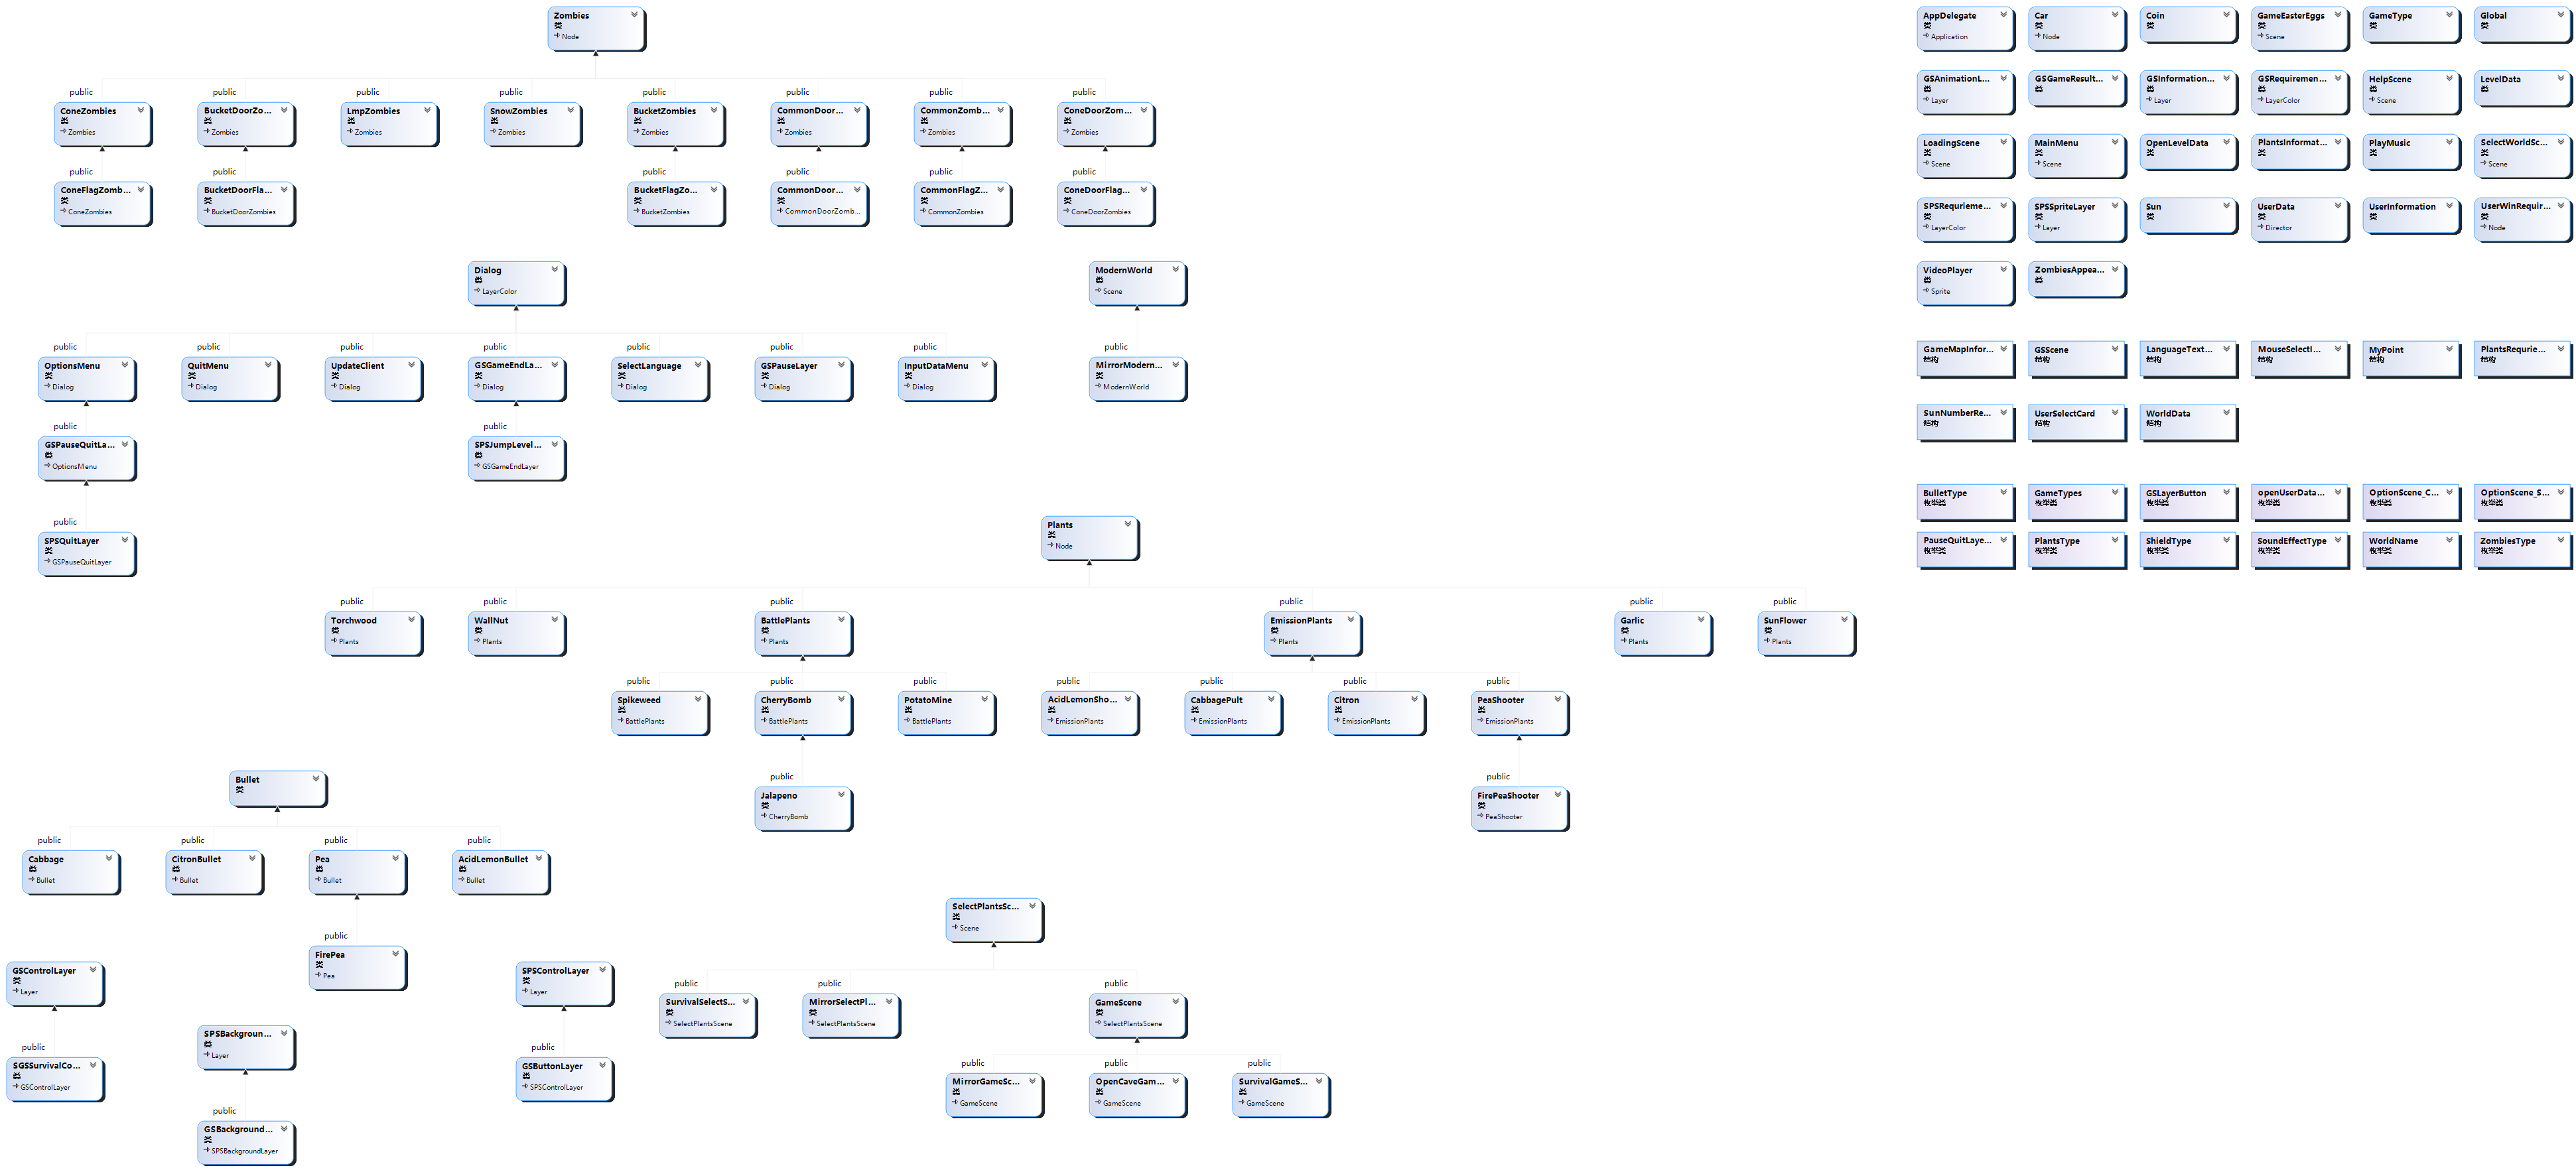 Zombies
类
Node
public
public
public
public
public
public
public
public
ConeZombies
类
Zombies
BucketDoorZo...
类
Zombies
LmpZombies
类
Zombies
SnowZombies
类
Zombies
BucketZombies
类
Zombies
CommonDoor...
类
Zombies
CommonZomb...
类
Zombies
ConeDoorZom...
类
Zombies
public
public
public
public
public
public
ConeFlagZomb...
类
ConeZombies
BucketDoorFla...
类
BucketDoorZombies
BucketFlagZo...
类
BucketZombies
CommonDoor...
类
CommonDoorZomb...
CommonFlagZ...
类
CommonZombies
ConeDoorFlag...
类
ConeDoorZombies
Dialog
类
LayerColor
public
public
public
public
public
public
public
OptionsMenu
类
Dialog
QuitMenu
类
Dialog
UpdateClient
类
Dialog
GSGameEndLa...
类
Dialog
SelectLanguage
类
Dialog
GSPauseLayer
类
Dialog
InputDataMenu
类
Dialog
public
public
GSPauseQuitLa...
类
OptionsMenu
SPSJumpLevel...
类
GSGameEndLayer
public
SPSQuitLayer
类
GSPauseQuitLayer
ModernWorld
类
Scene
public
MirrorModern...
类
ModernWorld
Plants
类
Node
public
public
public
public
public
public
Torchwood
类
Plants
WallNut
类
Plants
BattlePlants
类
Plants
EmissionPlants
类
Plants
Garlic
类
Plants
SunFlower
类
Plants
public
public
public
public
public
public
public
Spikeweed
类
BattlePlants
CherryBomb
类
BattlePlants
PotatoMine
类
BattlePlants
AcidLemonSho...
类
EmissionPlants
CabbagePult
类
EmissionPlants
Citron
类
EmissionPlants
PeaShooter
类
EmissionPlants
public
public
Jalapeno
类
CherryBomb
FirePeaShooter
类
PeaShooter
Bullet
类
public
public
public
public
Cabbage
类
Bullet
CitronBullet
类
Bullet
Pea
类
Bullet
AcidLemonBullet
类
Bullet
public
FirePea
类
Pea
GSControlLayer
类
Layer
public
SGSSurvivalCo...
类
GSControlLayer
SPSBackgroun...
类
Layer
public
GSBackground...
类
SPSBackgroundLayer
SPSControlLayer
类
Layer
public
GSButtonLayer
类
SPSControlLayer
SelectPlantsSc...
类
Scene
public
public
public
SurvivalSelectS...
类
SelectPlantsScene
MirrorSelectPl...
类
SelectPlantsScene
GameScene
类
SelectPlantsScene
public
public
public
MirrorGameSc...
类
GameScene
OpenCaveGam...
类
GameScene
SurvivalGameS...
类
GameScene
AppDelegate
类
Application
Car
类
Node
Coin
类
GameEasterEggs
类
Scene
GameType
类
Global
类
GSAnimationL...
类
Layer
GSGameResult...
类
GSInformation...
类
Layer
GSRequiremen...
类
LayerColor
HelpScene
类
Scene
LevelData
类
LoadingScene
类
Scene
MainMenu
类
Scene
OpenLevelData
类
PlantsInformat...
类
PlayMusic
类
SelectWorldSc...
类
Scene
SPSRequrieme...
类
LayerColor
SPSSpriteLayer
类
Layer
Sun
类
UserData
类
Director
UserInformation
类
UserWinRequir...
类
Node
VideoPlayer
类
Sprite
ZombiesAppea...
类
GameMapInfor...
结构
GSScene
结构
LanguageText...
结构
MouseSelectI...
结构
MyPoint
结构
PlantsRequrie...
结构
SunNumberRe...
结构
UserSelectCard
结构
WorldData
结构
BulletType
枚举类
GameTypes
枚举类
GSLayerButton
枚举类
openUserData...
枚举类
OptionScene_C...
枚举类
OptionScene_S...
枚举类
PauseQuitLaye...
枚举类
PlantsType
枚举类
ShieldType
枚举类
SoundEffectType
枚举类
WorldName
枚举类
ZombiesType
枚举类